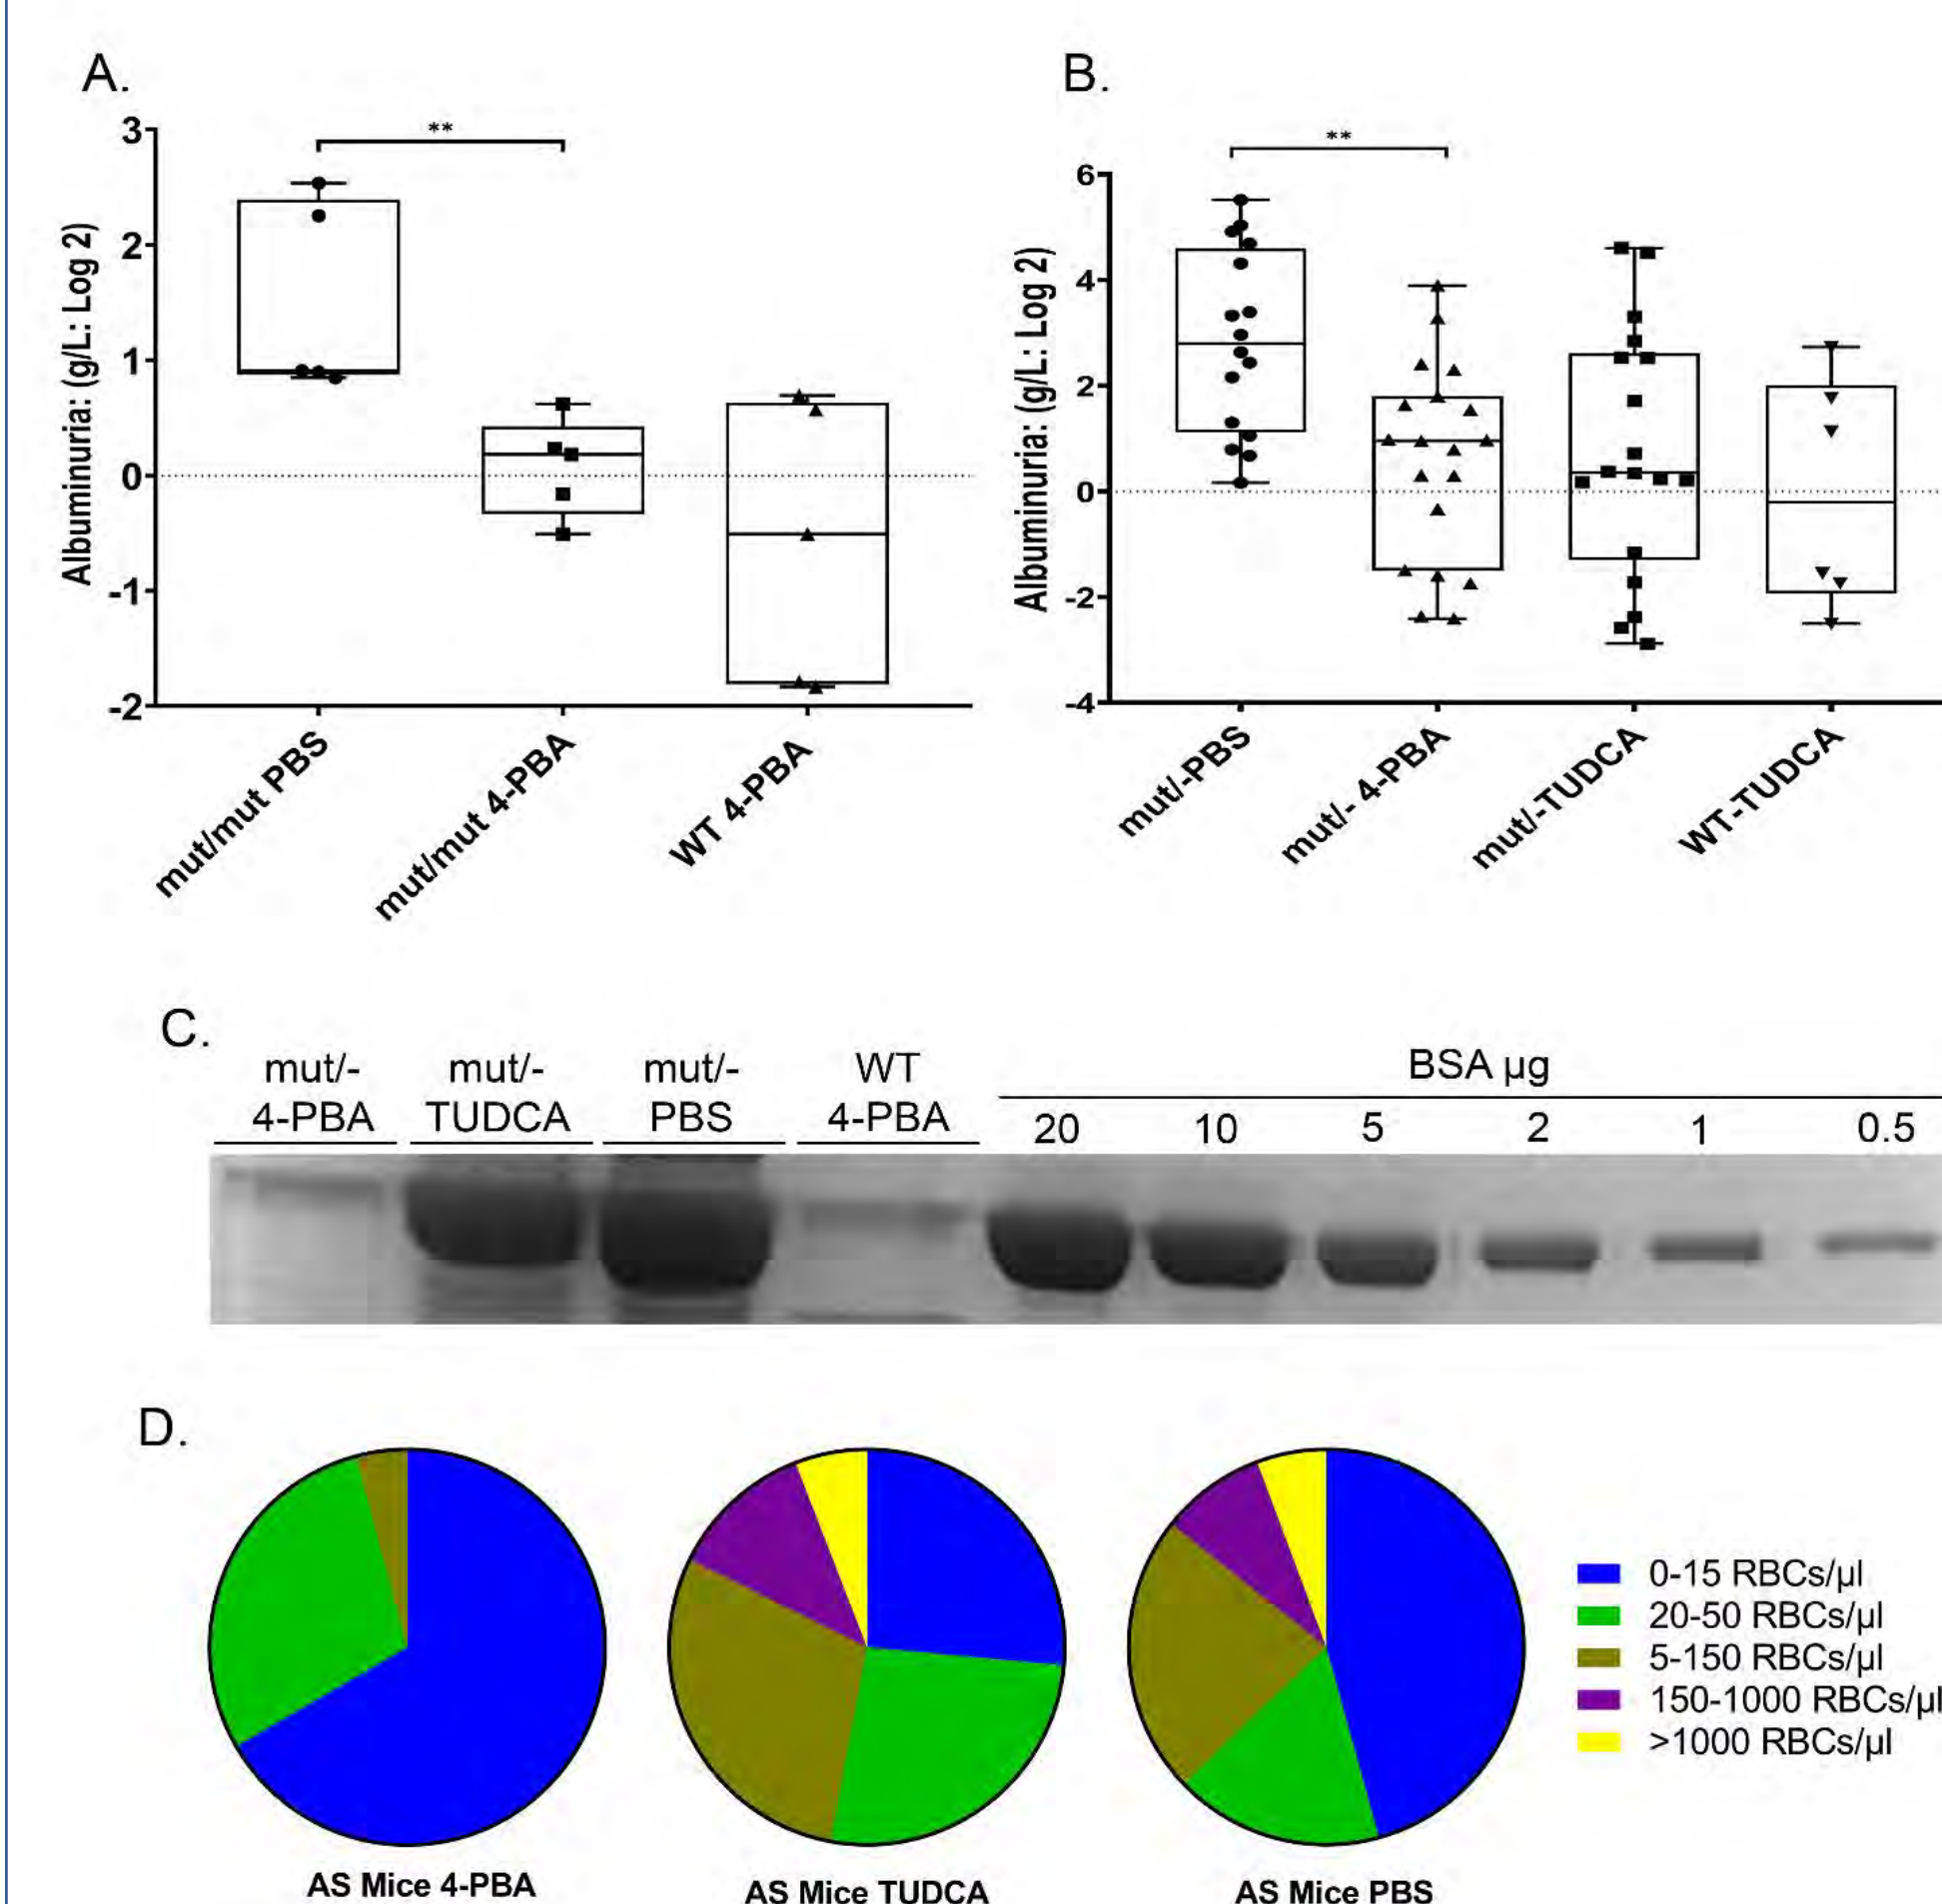 A.
**
3
2
1
0
-1
-2
Albuminuria: (g/L: Log 2)
mut/mut PBS
mut/mut 4-PBA
WT 4-PBA
B.
**
6
4
2
0
-2
-4
Albuminuria: (g/L: Log 2)
mut/-PBS
mut/- 4-PBA
mut/-TUDCA
WT-TUDCA
C.
mut/- mut/- mut/- WT BSA µg
4-PBA TUDCA PBS 4-PBA 20 10 5 2 1 0.5
D.
0-15 RBCs/µl
20-50 RBCs/µl
5-150 RBCs/µl
150-1000 RBCs/µl
>1000 RBCs/µl
AS Mice 4-PBA AS Mice TUDCA AS Mice PBS